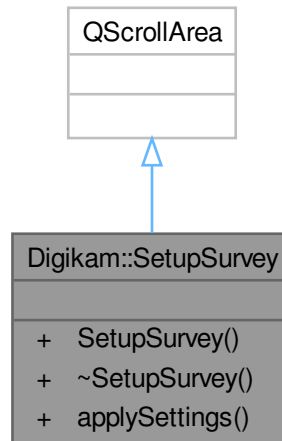 QScrollArea
Digikam::SetupSurvey
+ SetupSurvey()
+ ~SetupSurvey()
+ applySettings()